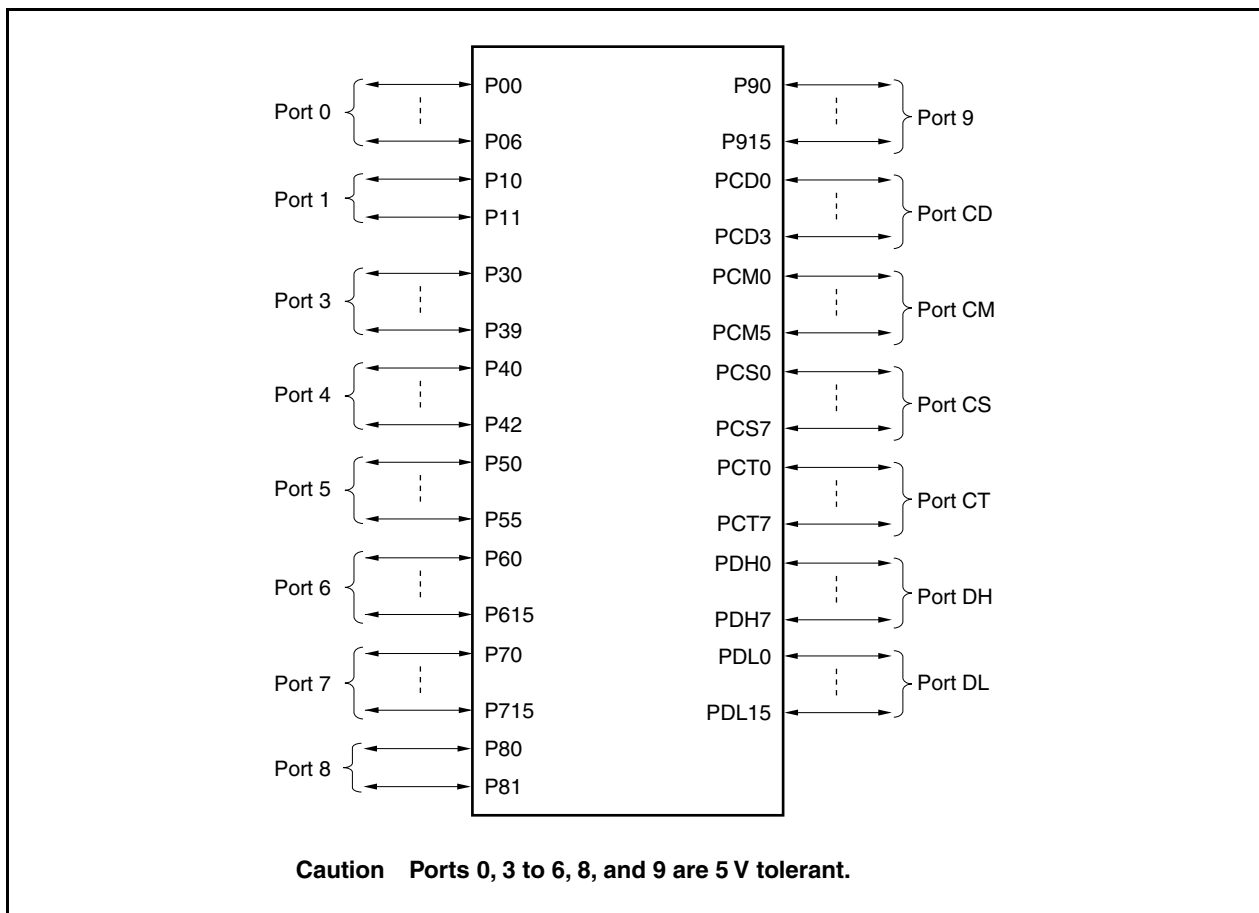 Port 0
P00
P06
Port 1
P10
P11
Port 3
P30
P39
Port 4
P40
P42
Port 5
P50
P55
Port 6
P60
P615
Port 7
P70
P715
Port 8
P80
P81
P90
P915
Port 9
PCD0
PCD3
Port CD
PCM0
PCM5
Port CM
PCS0
PCS7
Port CS
PCT0
PCT7
Port CT
PDH0
PDH7
Port DH
PDL0
PDL15
Port DL
Caution Ports 0, 3 to 6, 8, and 9 are 5 V tolerant.